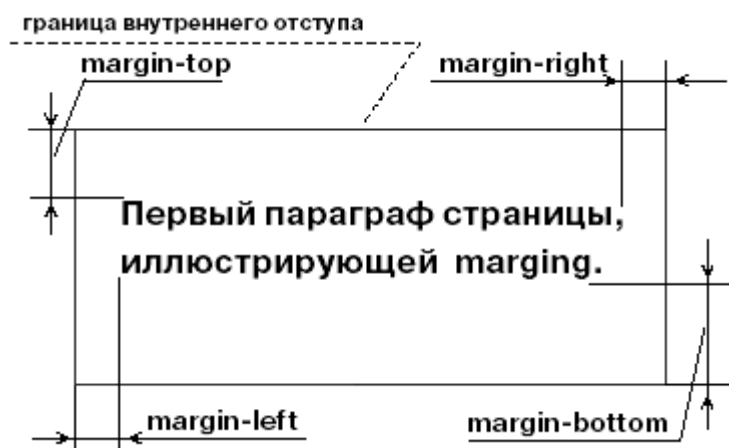 граница внутреннего отступа
margin-top
margin-right
Первый параграф страницы,
иллюстрирующей marging.
margin-left
margin-bottom